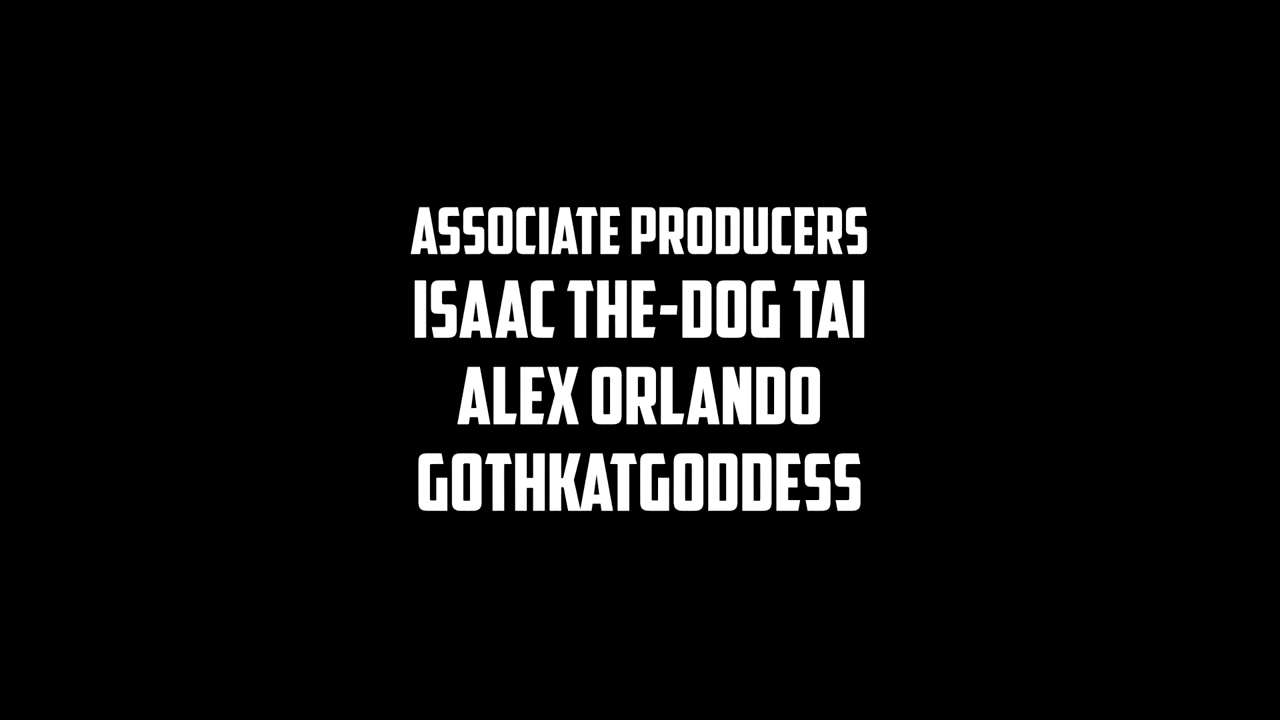 ASSOCIATE PRODUCERS
ISAAC THE-DOG TAI
ALEX ORLANDO
GOTHKATGODDESS